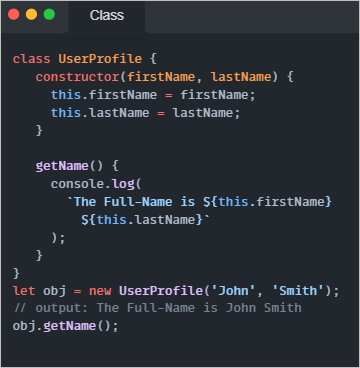 Class
class UserProfile {
constructor(firstName, lastName) {
this.firstName = firstName;
this.lastName = lastName;
}
getName() {
console.log(
`The Full-Name is ${this.firstName}
${this.lastName}`
);
}
}
let obj = new UserProfile('John', 'Smith');
// output: The Full-Name is John Smith
obj.getName();